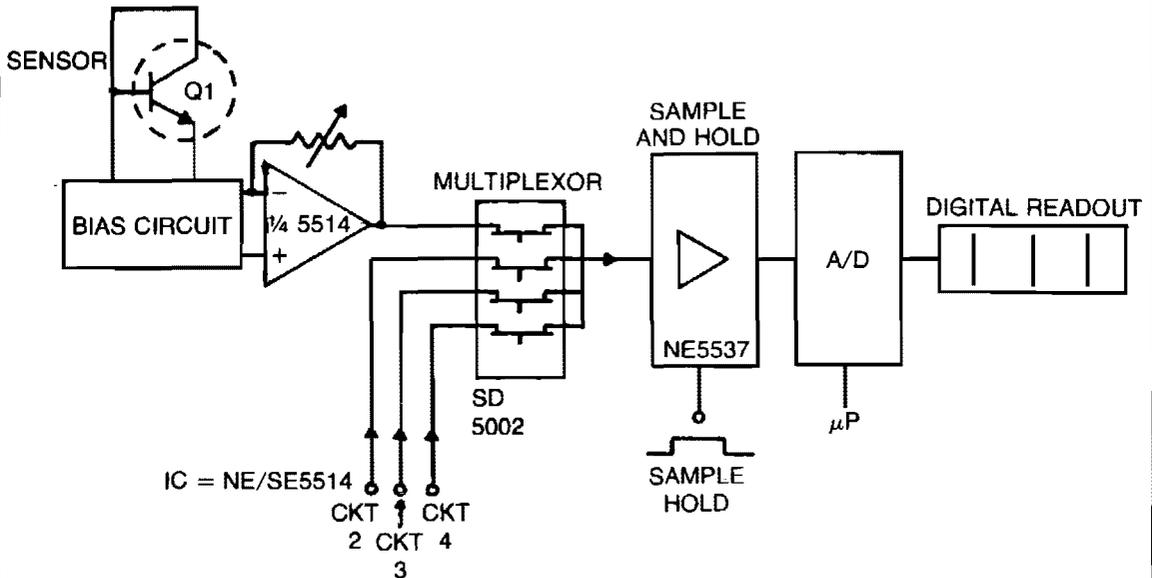 SENSOR
Q1
BIAS CIRCUIT
−
¼ 5514
+
MULTIPLEXOR
SD
5002
IC = NE/SE5514
CKT
2
CKT
3
CKT
4
SAMPLE
AND HOLD
NE5537
SAMPLE
HOLD
A/D
µP
DIGITAL READOUT